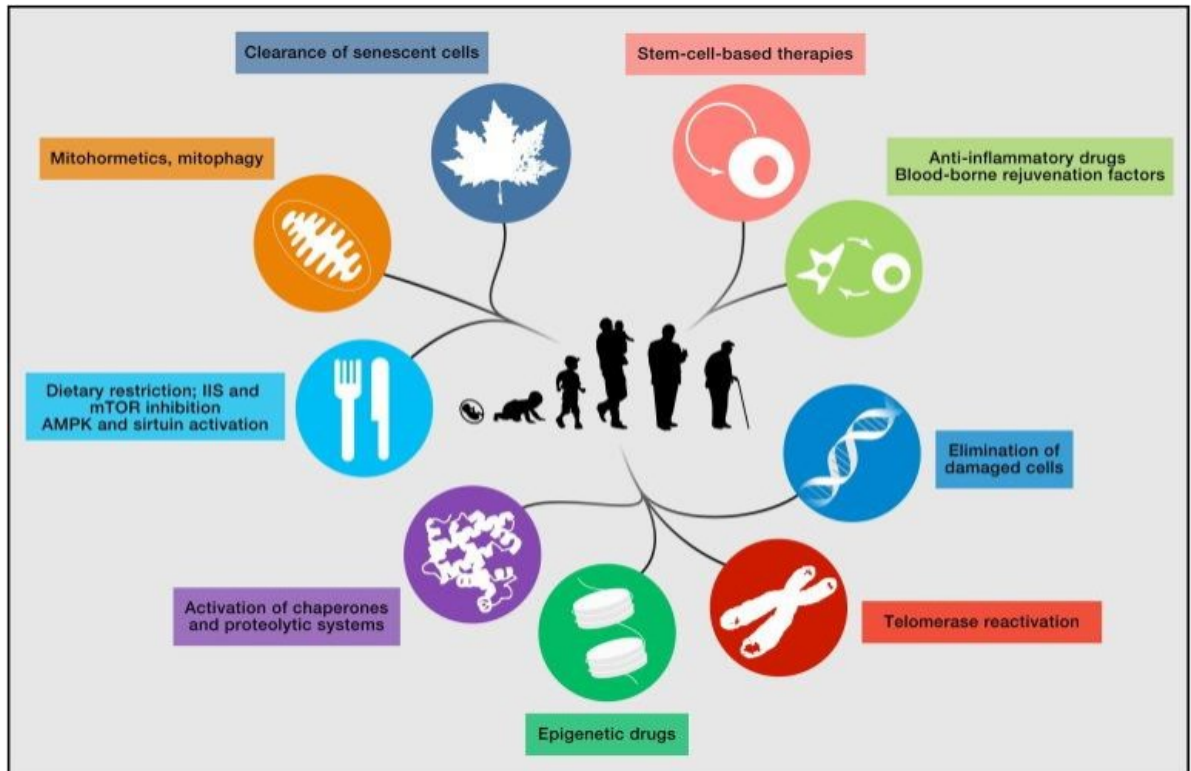 Clearance of senescent cells
Stem-cell-based therapies
Mitohormetics, mitophagy
Anti-inflammatory drugs
Blood-borne rejuvenation factors
Dietary restriction; IIS and
mTOR inhibition
AMPK and sirtuin activation
Elimination of
damaged cells
Activation of chaperones
and proteolytic systems
Telomerase reactivation
Epigenetic drugs